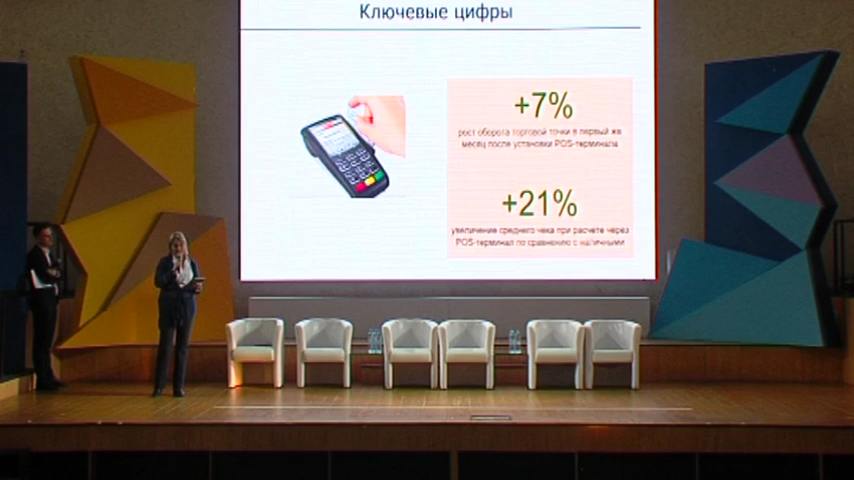 Ключевые цифры
+7%
рост оборота торговой точки в первый же
месяц после установки POS-терминала
+21%
увеличение среднего чека при расчете через
POS-терминал по сравнению с наличными